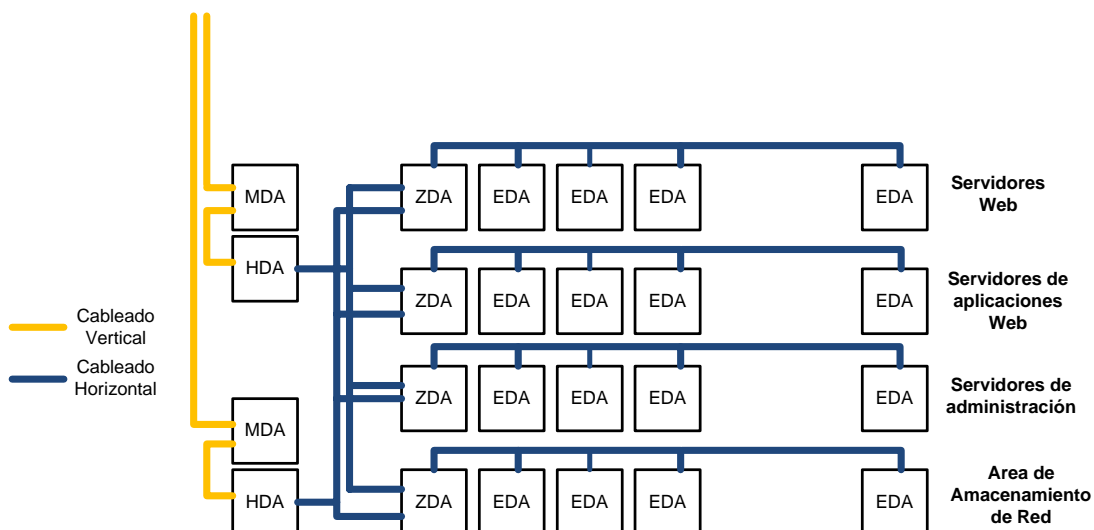 MDA
ZDA
EDA
EDA
EDA
EDA
Servidores
Web
HDA
ZDA
EDA
EDA
EDA
EDA
Servidores de
aplicaciones
Web
Cableado
Vertical
Cableado
Horizontal
MDA
ZDA
EDA
EDA
EDA
EDA
Servidores de
administración
HDA
ZDA
EDA
EDA
EDA
EDA
Area de
Amacenamiento
de Red